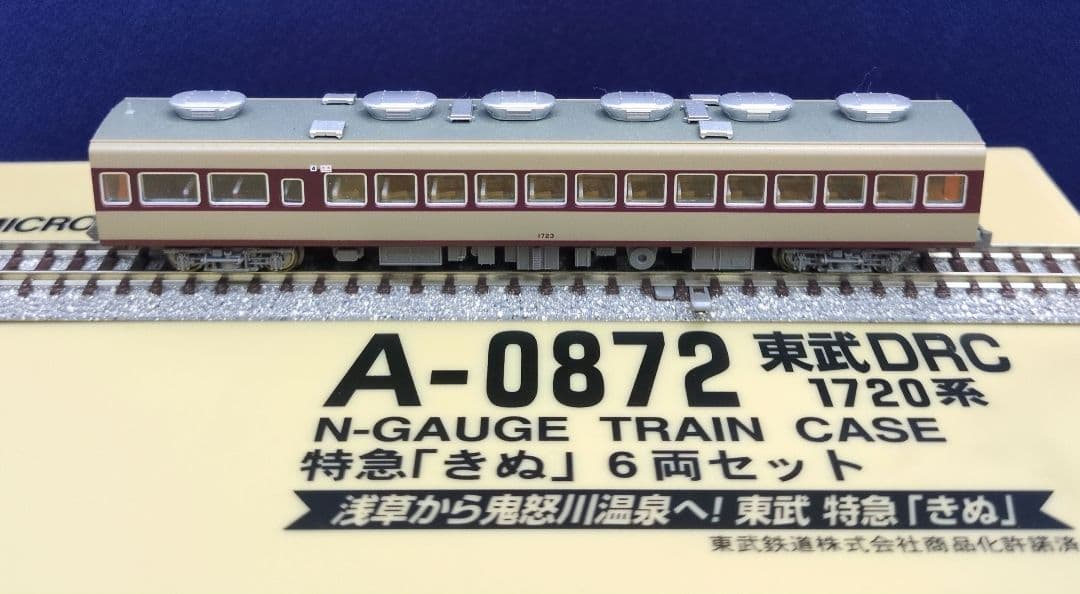 MICRO
1723
A-0872 東武DRC
1720系
N-GAUGE TRAIN CASE
特急「きぬ」6両セット
浅草から鬼怒川温泉へ! 東武 特急「きぬ」
東武鉄道株式会社商品化許諾済